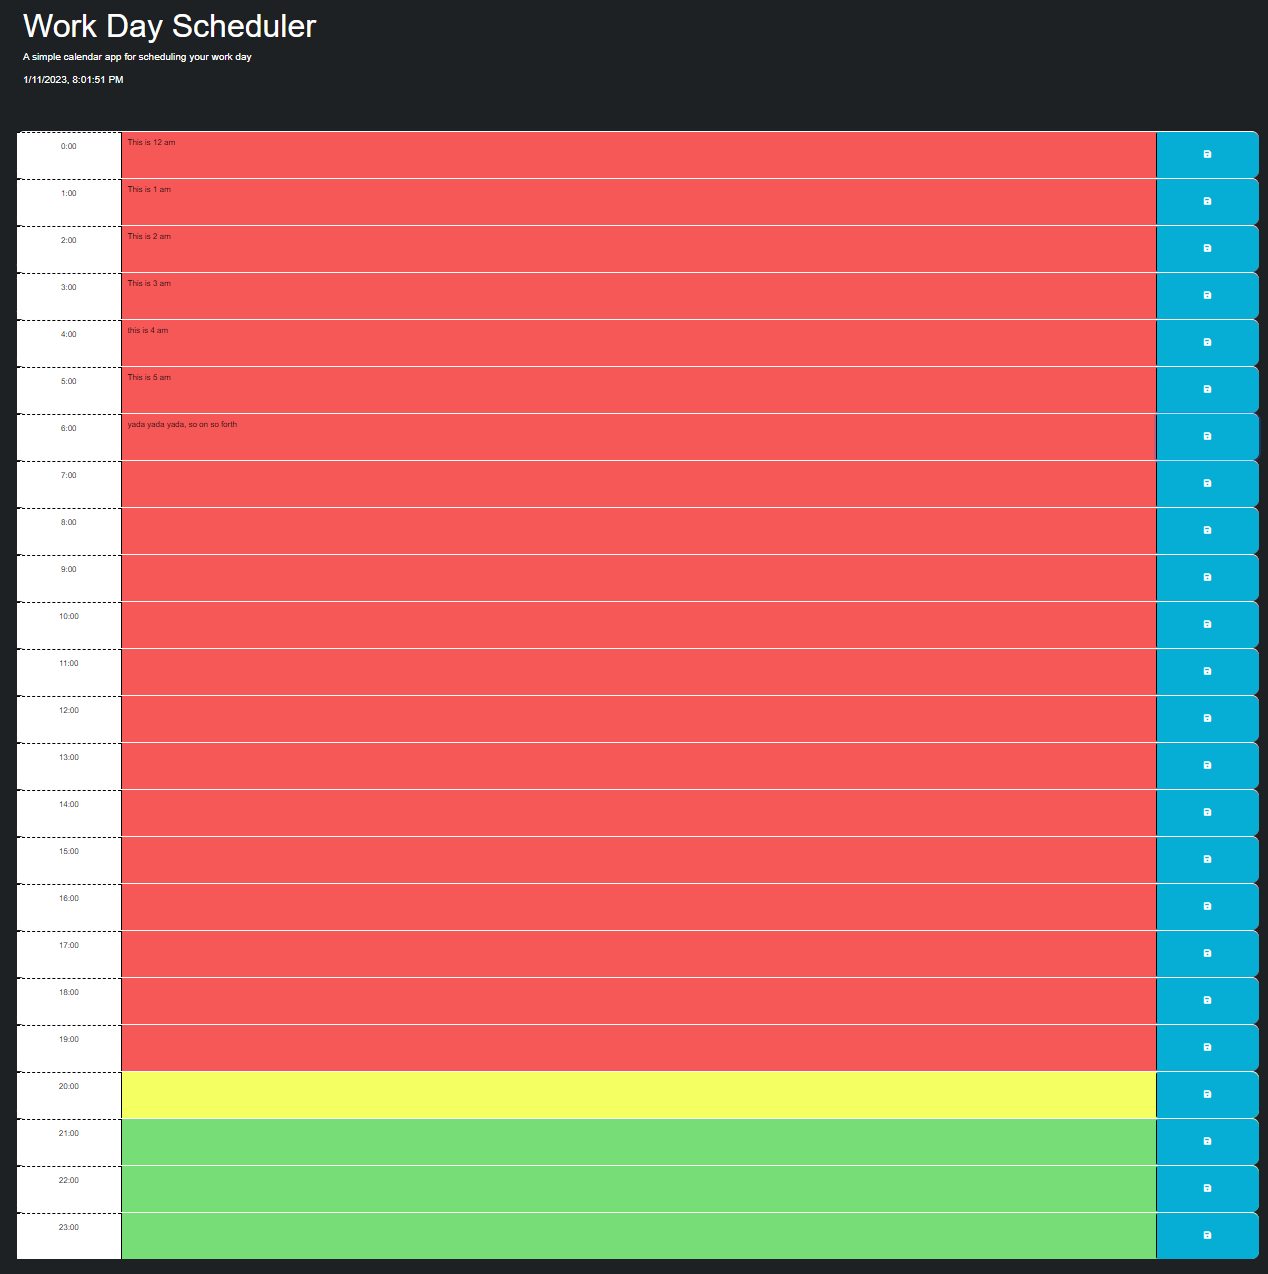 Work Day Scheduler
A simple calendar app for scheduling your work day
1/11/2023, 8:01:51 PM
0:00 This is 12 am
1:00 This is 1 am
2:00 This is 2 am
3:00 This is 3 am
4:00 this is 4 am
5:00 This is 5 am
6:00 yada yada yada, so on so forth
7:00
8:00
9:00
10:00
11:00
12:00
13:00
14:00
15:00
16:00
17:00
18:00
19:00
20:00
21:00
22:00
23:00